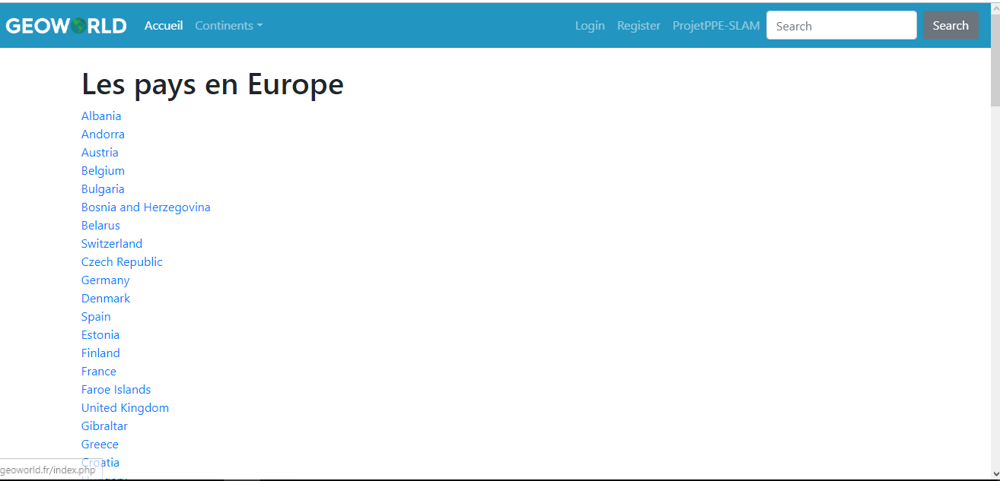 GEOWORLD Accueil Continents Login Register ProjetPPE-SLAM Search Search
Les pays en Europe
Albania
Andorra
Austria
Belgium
Bulgaria
Bosnia and Herzegovina
Belarus
Switzerland
Czech Republic
Germany
Denmark
Spain
Estonia
Finland
France
Faroe Islands
United Kingdom
Gibraltar
Greece
Croatia
geoworld.fr/index.php